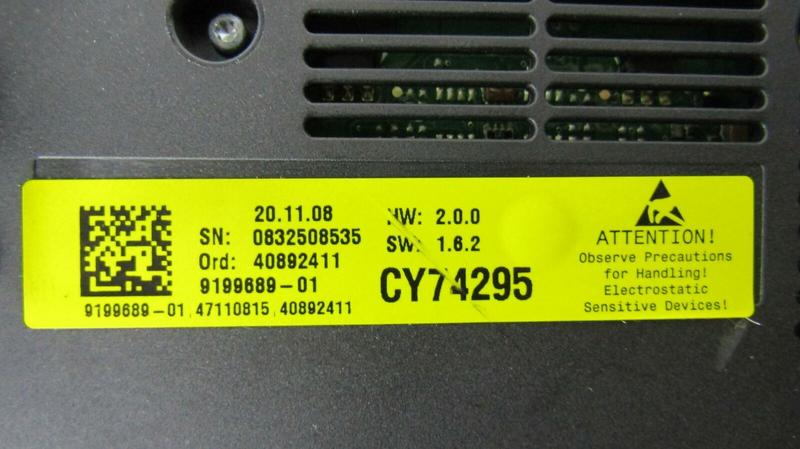 20.11.08
SN: 0832508535
Ord: 40892411
9199689-01
9199689-01,47110815,40892411
HW: 2.0.0
SW: 1.6.2
CY74295
ATTENTION!
Observe Precautions
for Handling!
Electrostatic
Sensitive Devices!